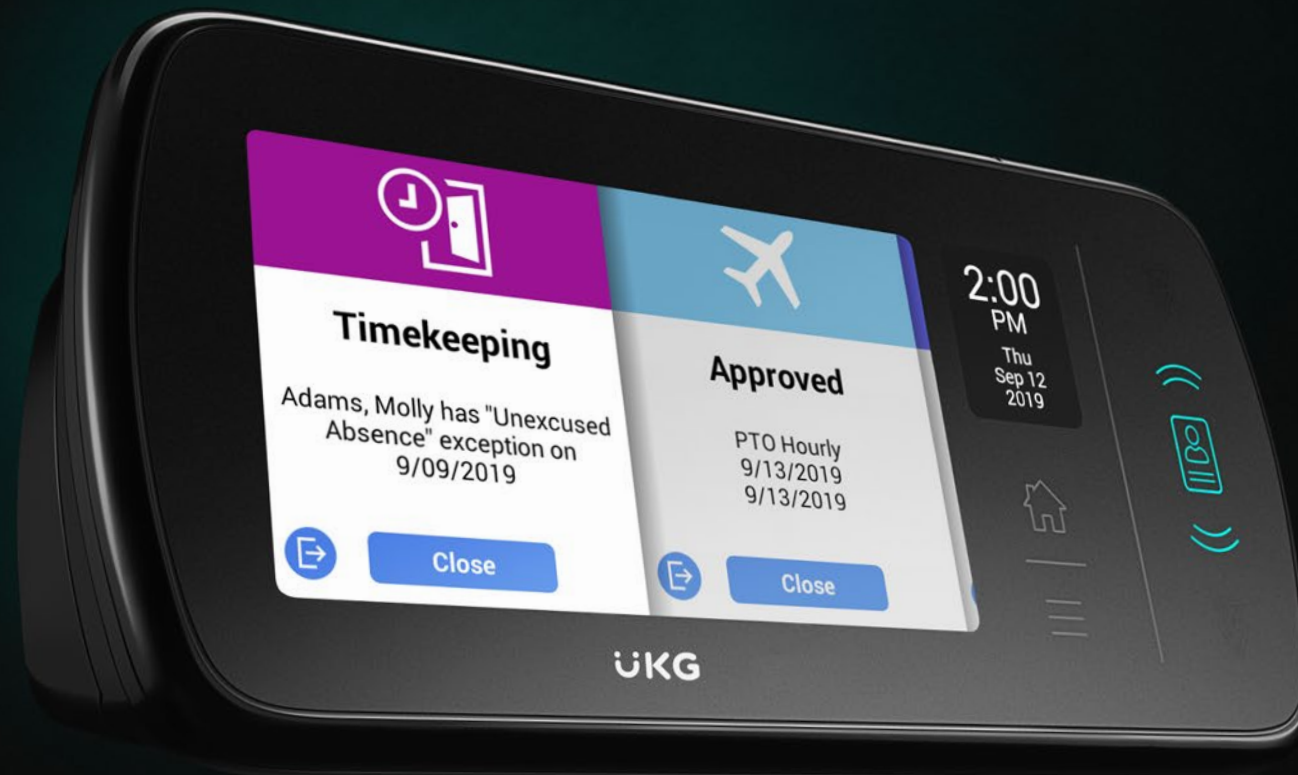 Timekeeping
Adams, Molly has "Unexcused
Absence" exception on
9/09/2019
Close
Approved
PTO Hourly
9/13/2019
9/13/2019
Close
2:00
PM
Thu
Sep 12
2019
UKG